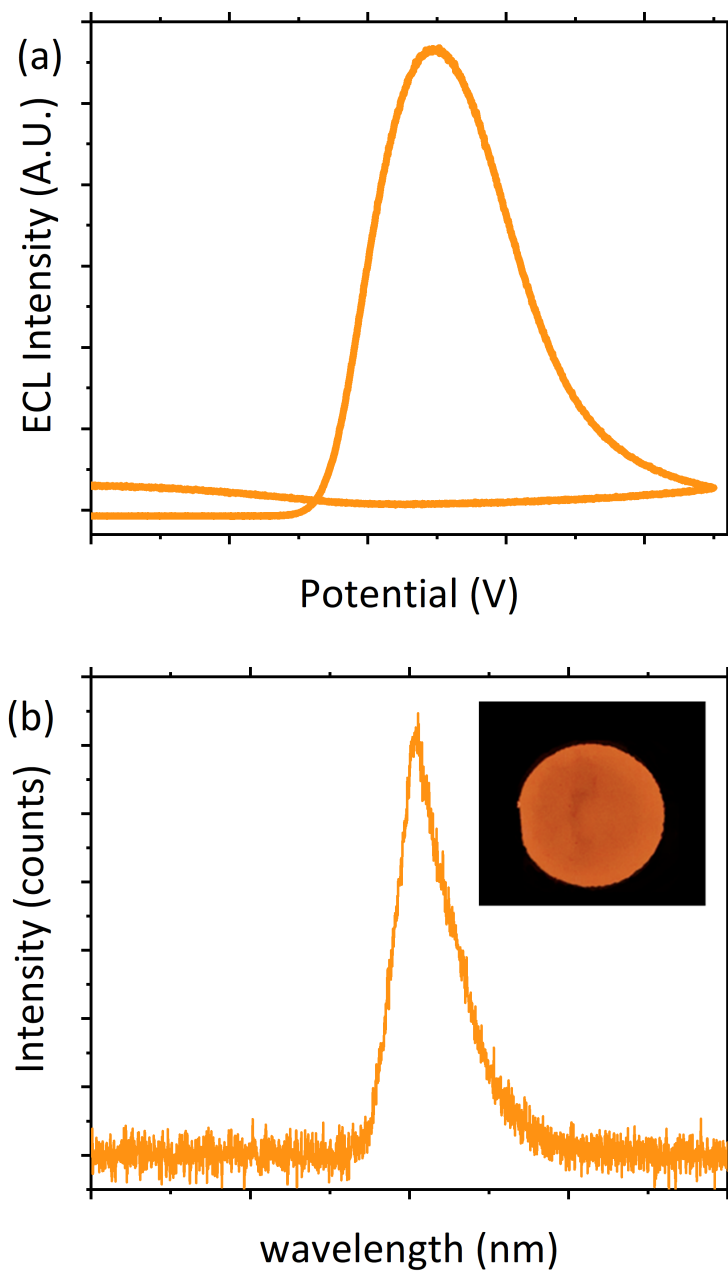 (a)
ECL Intensity (A.U.)
Potential (V)
(b)
Intensity (counts)
wavelength (nm)